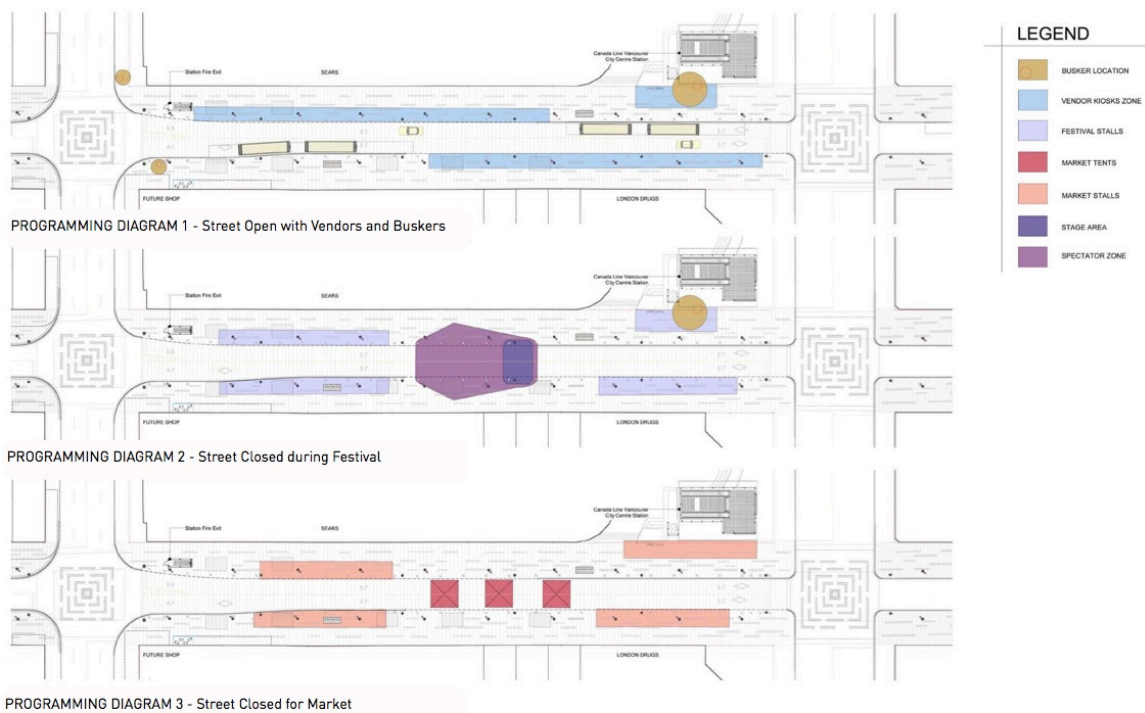 Canada Line Vancouver
City Centre Station
Station Fire Exit
SEARS
FUTURE SHOP
LONDON DRUGS
PROGRAMMING DIAGRAM 1 - Street Open with Vendors and Buskers
Canada Line Vancouver
City Centre Station
Station Fire Exit
SEARS
FUTURE SHOP
LONDON DRUGS
PROGRAMMING DIAGRAM 2 - Street Closed during Festival
Canada Line Vancouver
City Centre Station
Station Fire Exit
SEARS
FUTURE SHOP
LONDON DRUGS
PROGRAMMING DIAGRAM 3 - Street Closed for Market
LEGEND
BUSKER LOCATION
VENDOR KIOSKS ZONE
FESTIVAL STALLS
MARKET TENTS
MARKET STALLS
STAGE AREA
SPECTATOR ZONE